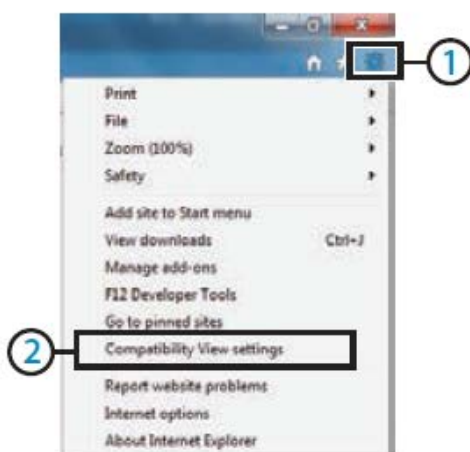 1
Print
File
Zoom (100%)
Safety
Add site to Start menu
View downloads Ctrl+J
Manage add-ons
F12 Developer Tools
Go to pinned sites
2
Compatibility View settings
Report website problems
Internet options
About Internet Explorer